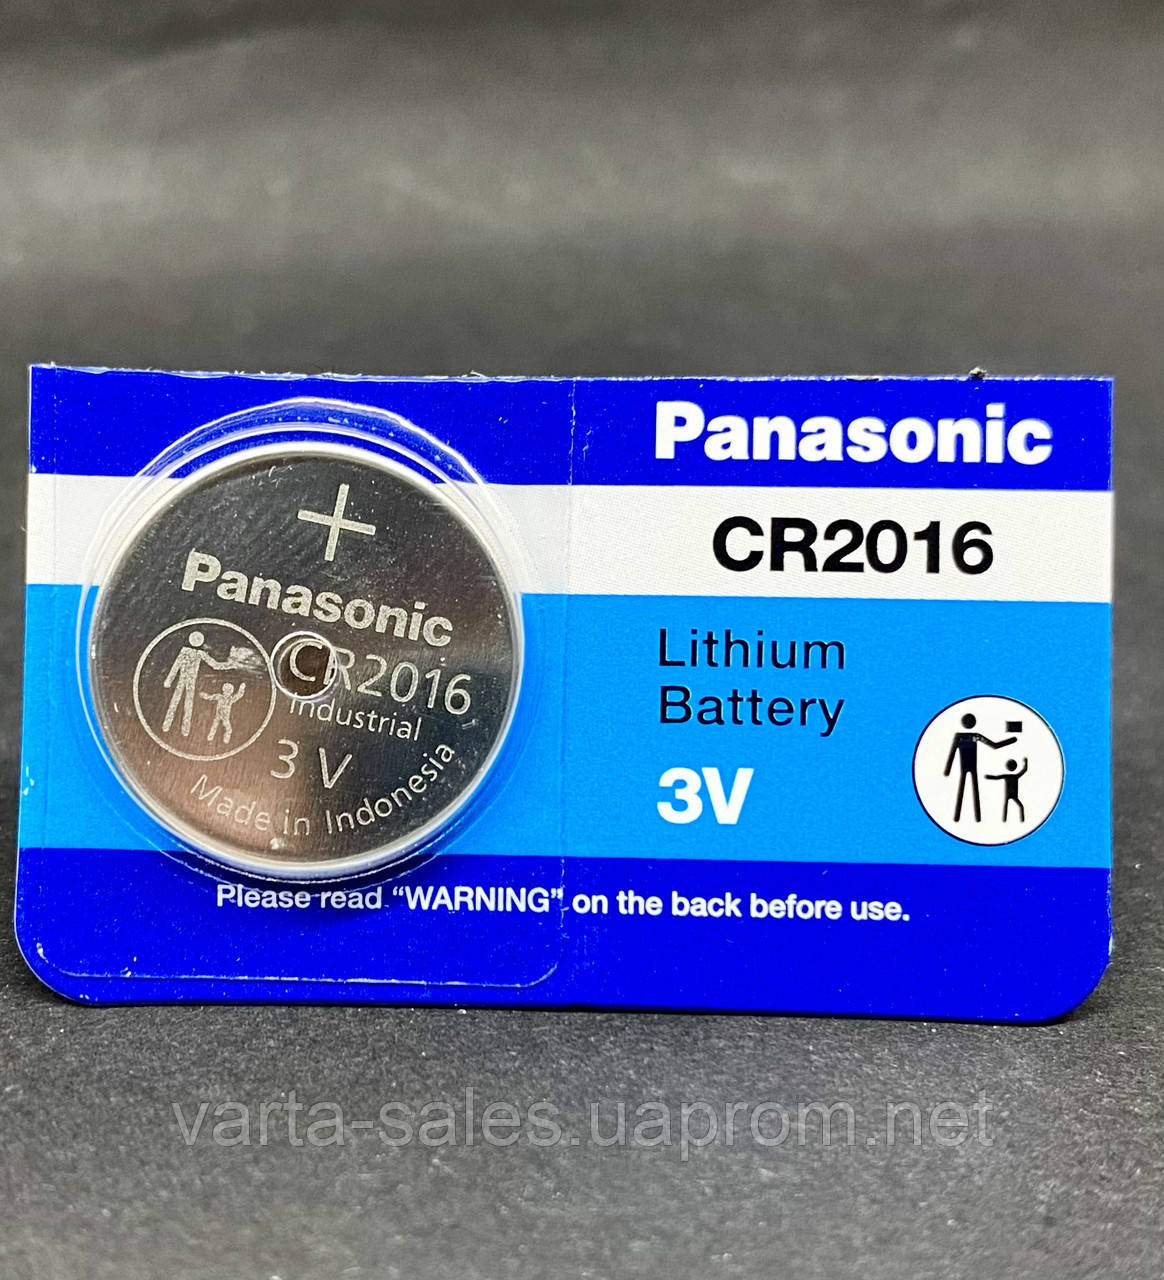 Panasonic
CR2016
Lithium
Battery
3V
+
Panasonic
CR2016
Industrial
3 V
Made in Indonesia
Please read “WARNING” on the back before use.
varta-sales.uaprom.net